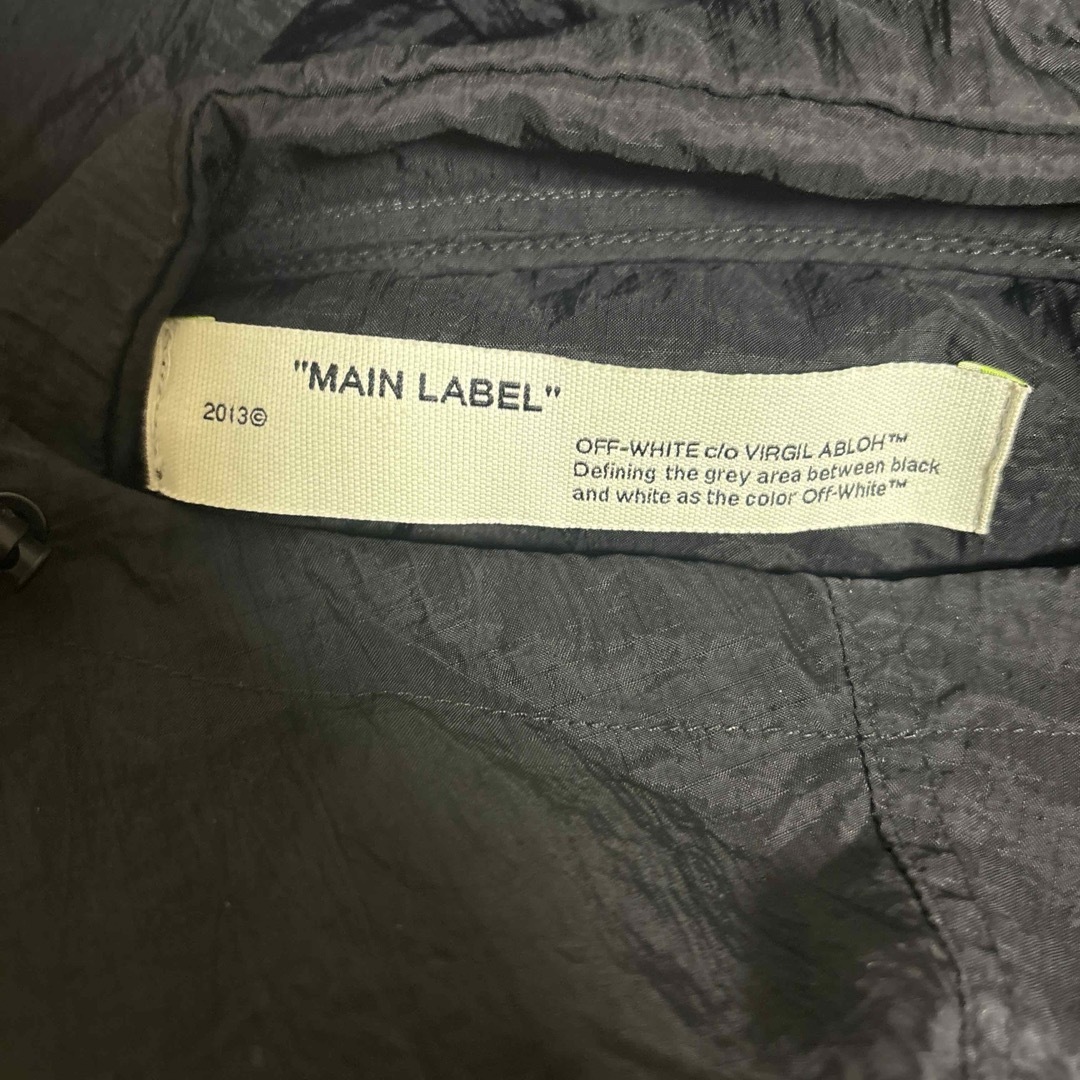 "MAIN LABEL"
2013©
OFF-WHITE c/o VIRGIL ABLOH™
Defining the grey area between black
and white as the color Off-White™